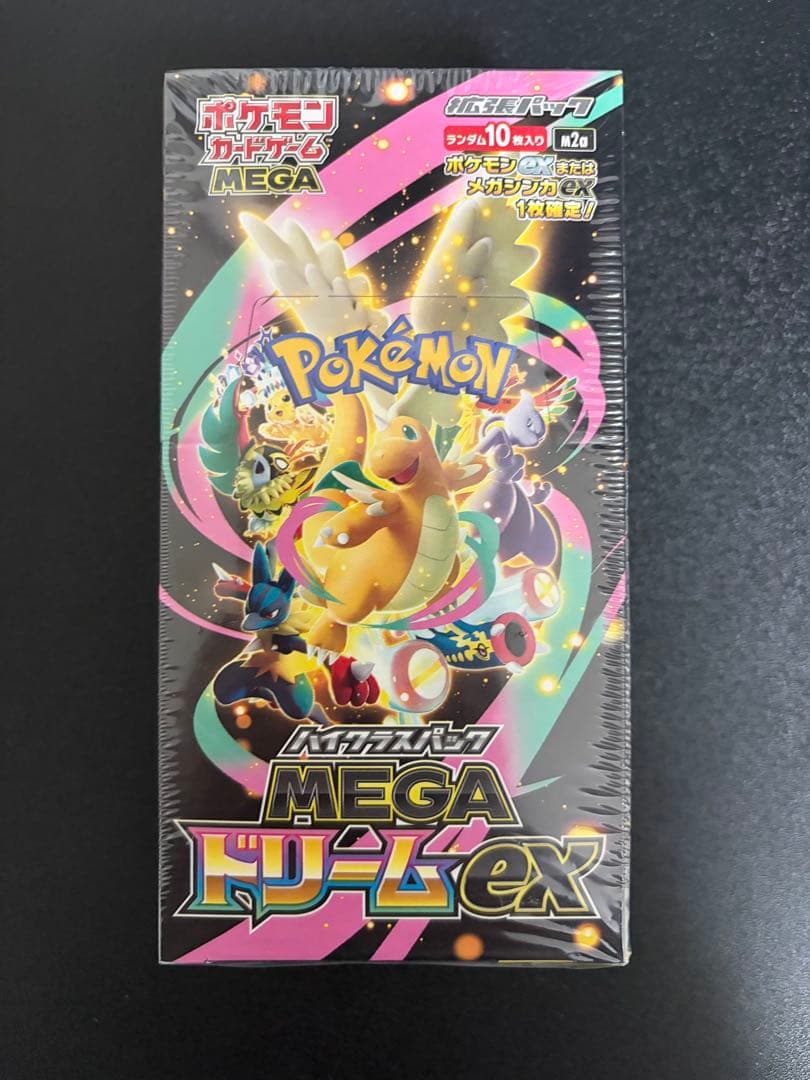 ポケモン
カードゲーム
MEGA
拡張パック
ランダム10枚入り M2a
ポケモンexまたは
メガシンカex
1枚確定!
POKéMON
ハイクラスパック
MEGA
ドリームex